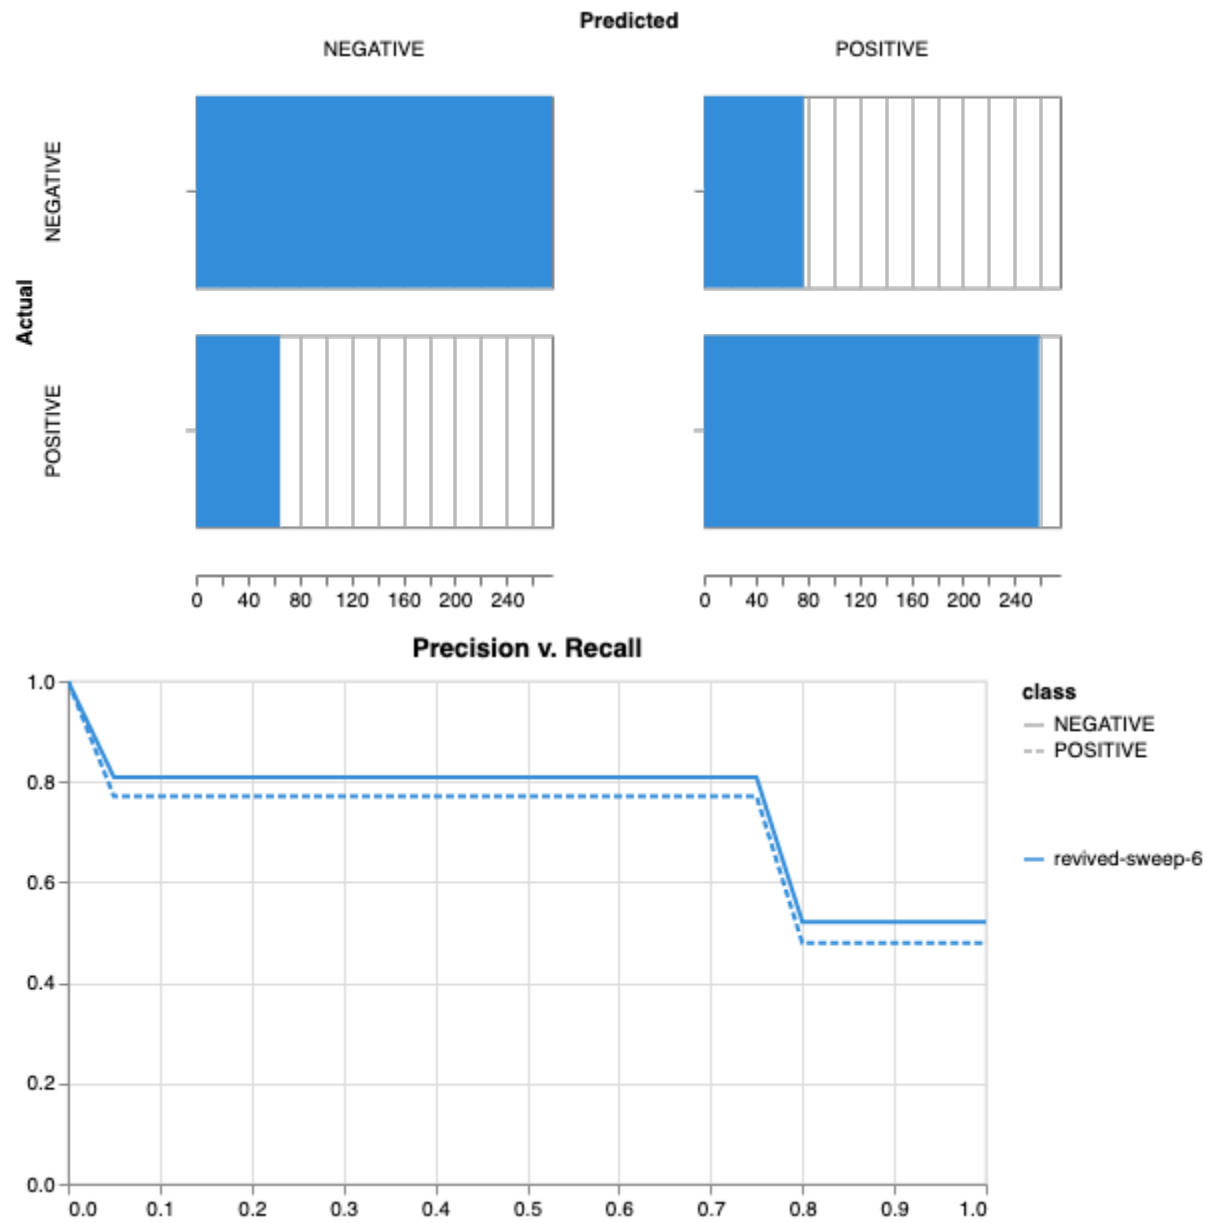 Predicted
NEGATIVE POSITIVE
Actual
NEGATIVE
POSITIVE
0 40 80 120 160 200 240 0 40 80 120 160 200 240
Precision v. Recall
1.0
0.8
0.6
0.4
0.2
0.0
0.0 0.1 0.2 0.3 0.4 0.5 0.6 0.7 0.8 0.9 1.0
class
NEGATIVE
POSITIVE
revived-sweep-6